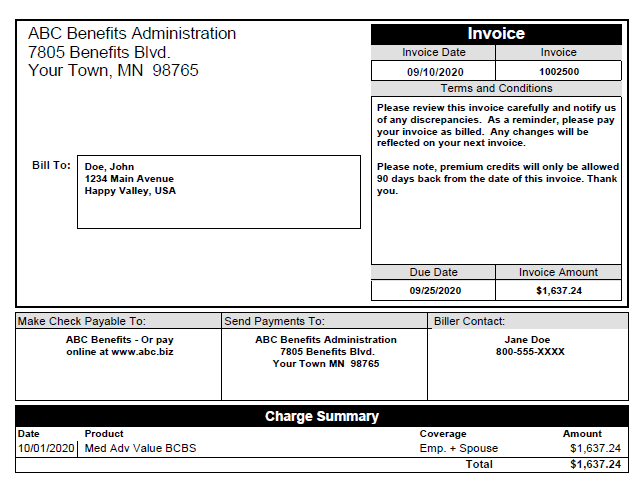 ABC Benefits Administration
7805 Benefits Blvd.
Your Town, MN  98765
Invoice
Invoice Date Invoice
09/10/2020 1002500
Terms and Conditions
Please review this invoice carefully and notify us
of any discrepancies.  As a reminder, please pay
your invoice as billed.  Any changes will be
reflected on your next invoice.
Please note, premium credits will only be allowed
90 days back from the date of this invoice. Thank
you.
Bill To:
Doe, John
1234 Main Avenue
Happy Valley, USA
Due Date Invoice Amount
09/25/2020 $1,637.24
Make Check Payable To:
ABC Benefits - Or pay
online at www.abc.biz
Send Payments To:
ABC Benefits Administration
7805 Benefits Blvd.
Your Town MN  98765
Biller Contact:
Jane Doe
800-555-XXXX
Charge Summary
Date Product Coverage Amount
10/01/2020 Med Adv Value BCBS Emp. + Spouse $1,637.24
Total $1,637.24